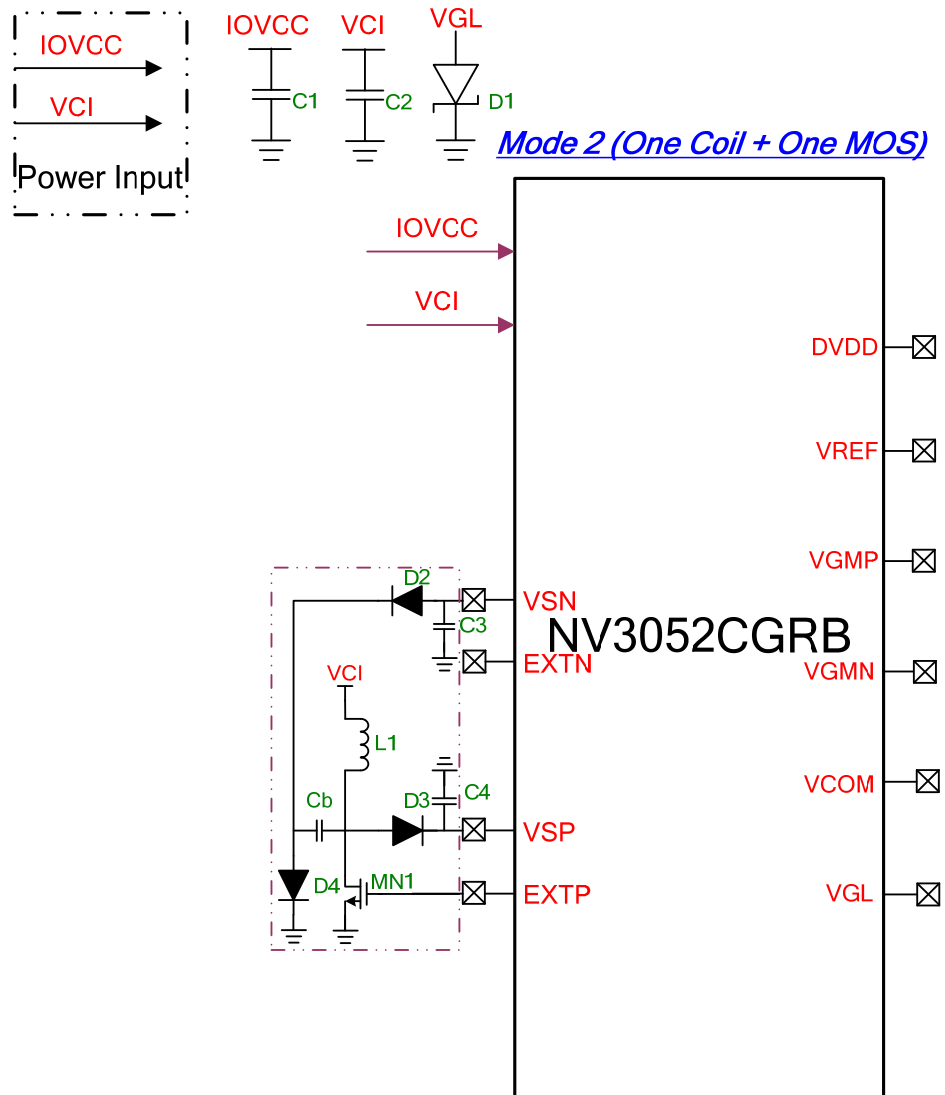 IOVCC
VCI
Power Input
IOVCC
VCI
VGL
C1
C2
D1
Mode 2 (One Coil + One MOS)
IOVCC
VCI
DVDD
VREF
VGMP
D2
VSN
C3
NV3052CGRB
EXTN
VGMN
VCI
L1
VCOM
Cb
D3
C4
VSP
D4
MN1
EXTP
VGL